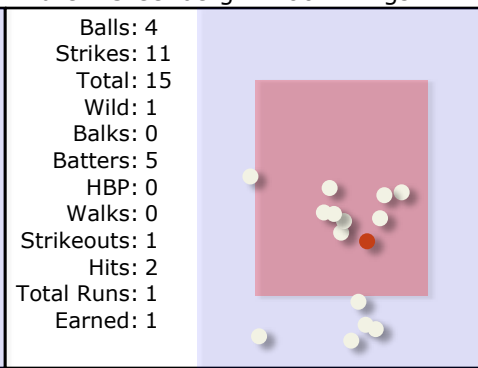 Balls: 4
Strikes: 11
Total: 15
Wild: 1
Balks: 0
Batters: 5
HBP: 0
Walks: 0
Strikeouts: 1
Hits: 2
Total Runs: 1
Earned: 1